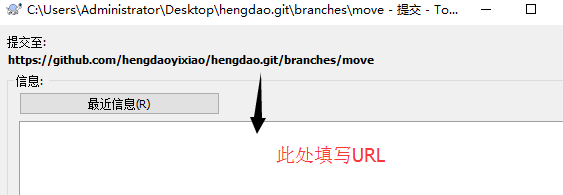 C:\Users\Administrator\Desktop\hengdao.git\branches\move - 提交 - To...
提交至:
https://github.com/hengdaoyixiao/hengdao.git/branches/move
信息:
最近信息(R)
此处填写URL